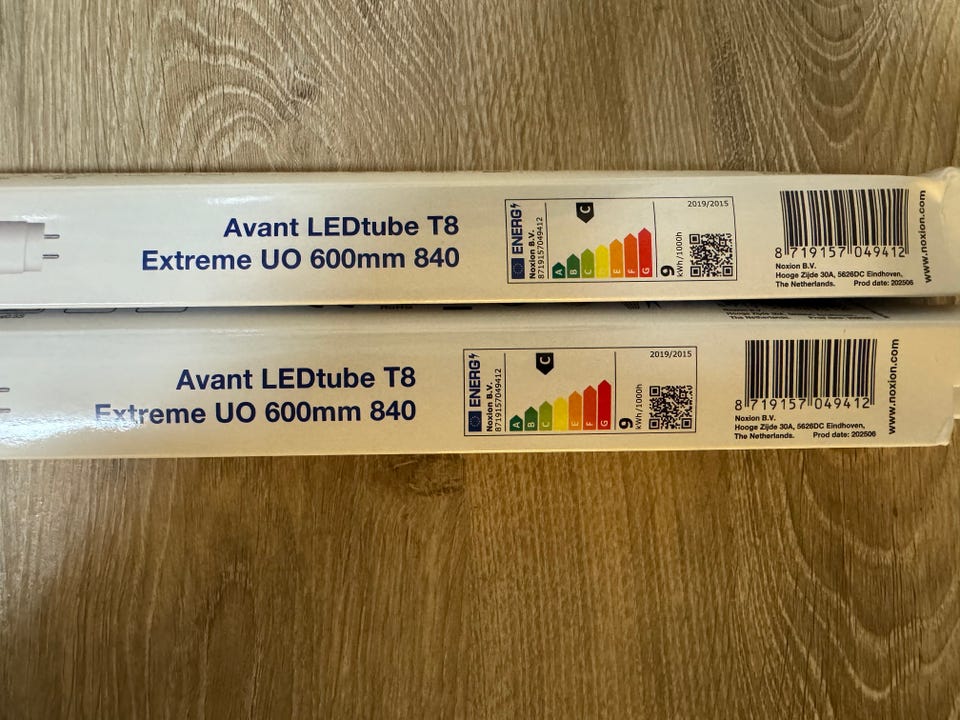 Avant LEDtube T8
Extreme UO 600mm 840
ENERG
Noxion B.V.
8719157049412
C
A
B
C
D
E
F
G
9
kWh/1000h
2019/2015
8 719157 049412
Noxion B.V.
Hooge Zijde 30A, 5626DC Eindhoven,
The Netherlands. Prod date: 202506
www.noxion.com
Avant LEDtube T8
Extreme UO 600mm 840
ENERG
Noxion B.V.
8719157049412
C
A
B
C
D
E
F
G
9
kWh/1000h
2019/2015
8 719157 049412
Noxion B.V.
Hooge Zijde 30A, 5626DC Eindhoven,
The Netherlands. Prod date: 202506
www.noxion.com